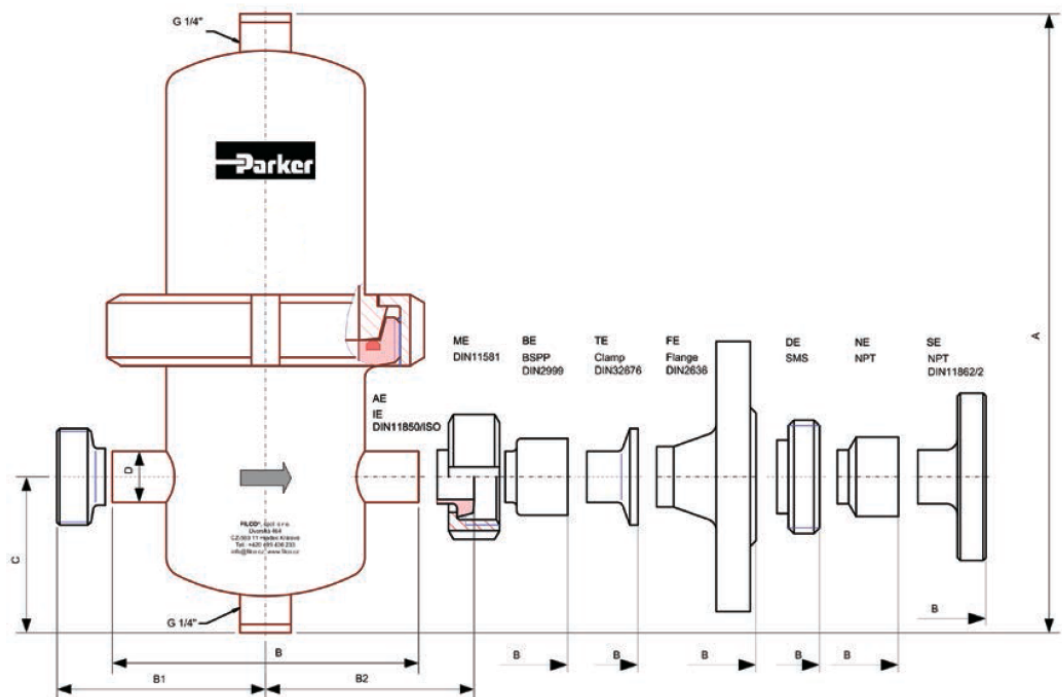 G 1/4"
Parker
A
ME
DIN11581
BE
BSPP
DIN2999
TE
Clamp
DIN32676
FE
Flange
DIN2636
DE
SMS
NE
NPT
SE
NPT
DIN11862/2
AE
IE
DIN11850/ISO
D
C
G 1/4"
B
B1
B2
B
B
B
B
B
B